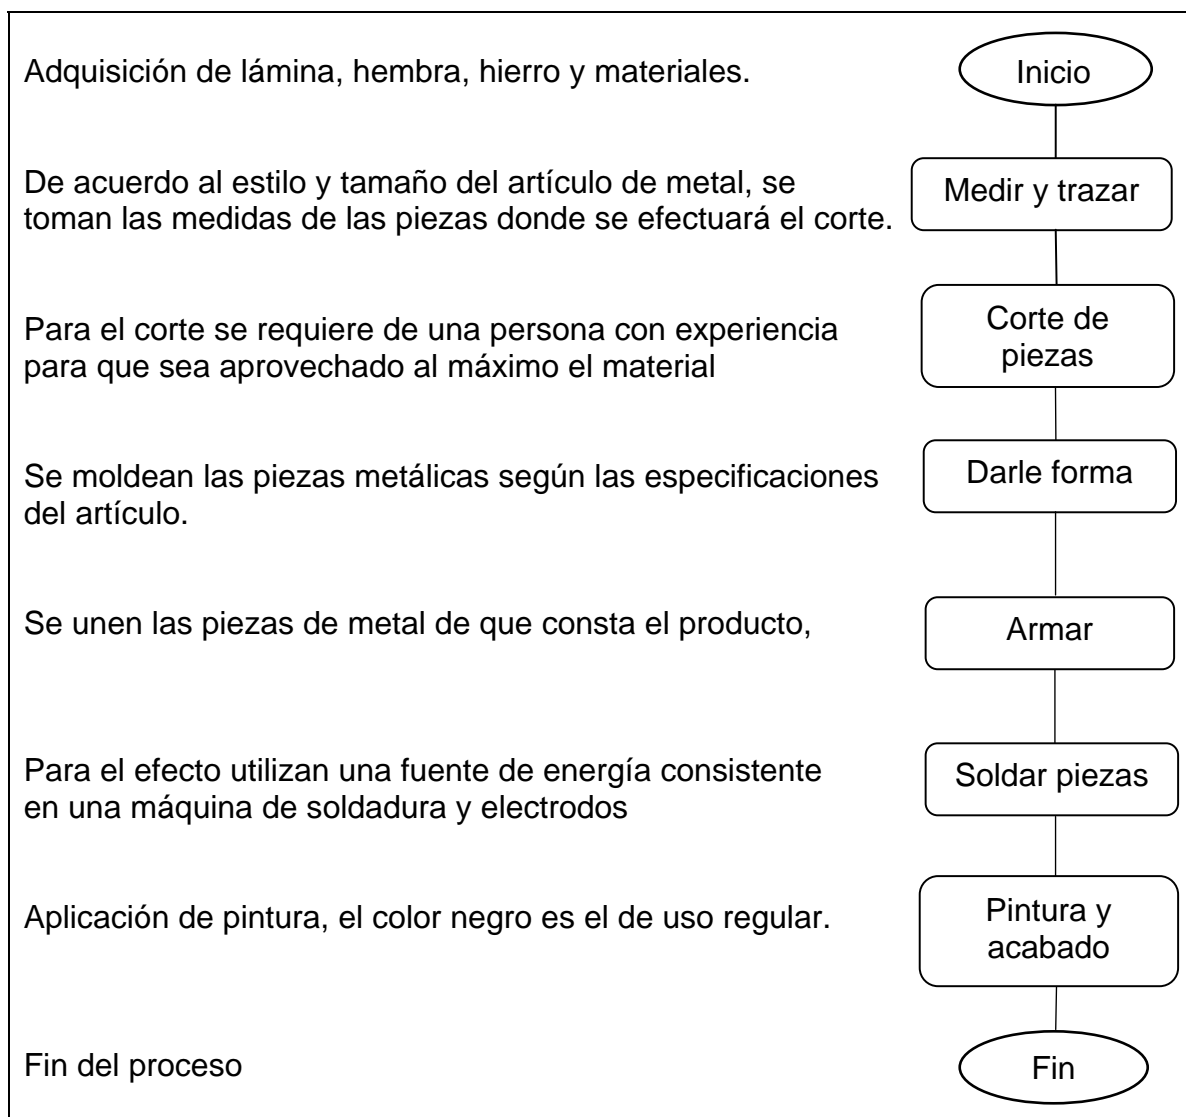 Adquisición de lámina, hembra, hierro y materiales.
Inicio
De acuerdo al estilo y tamaño del artículo de metal, se
toman las medidas de las piezas donde se efectuará el corte.
Medir y trazar
Para el corte se requiere de una persona con experiencia
para que sea aprovechado al máximo el material
Corte de
piezas
Se moldean las piezas metálicas según las especificaciones
del artículo.
Darle forma
Se unen las piezas de metal de que consta el producto,
Armar
Para el efecto utilizan una fuente de energía consistente
en una máquina de soldadura y electrodos
Soldar piezas
Aplicación de pintura, el color negro es el de uso regular.
Pintura y
acabado
Fin del proceso
Fin